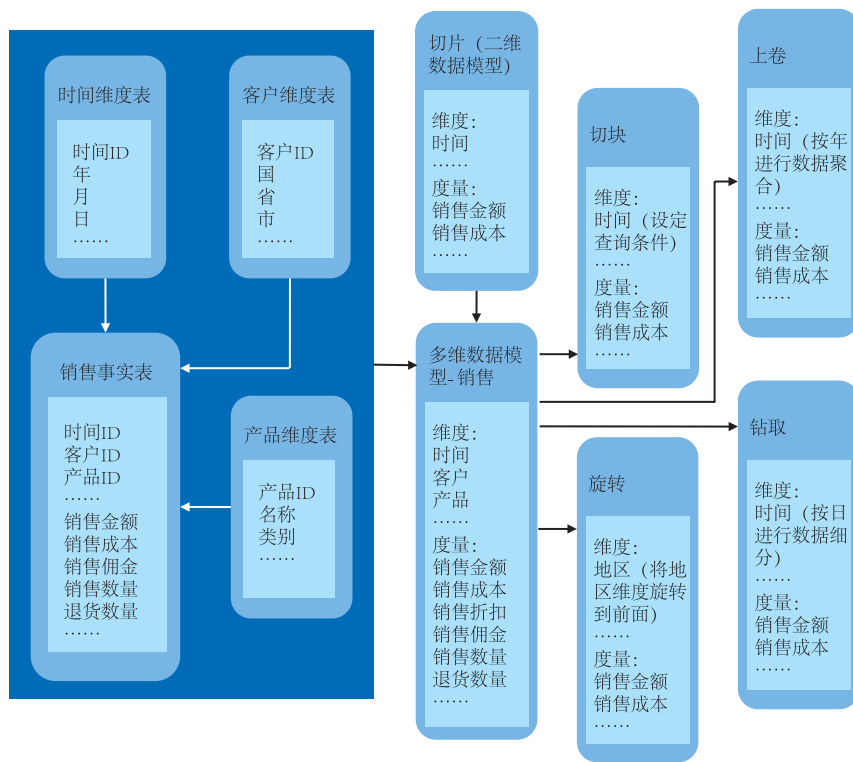 时间维度表
时间ID
年
月
日
……
客户维度表
客户ID
国
省
市
……
销售事实表
时间ID
客户ID
产品ID
……
销售金额
销售成本
销售佣金
销售数量
退货数量
……
产品维度表
产品ID
名称
类别
……
切片（二维
数据模型）
维度：
时间
……
度量：
销售金额
销售成本
……
多维数据模
型-销售
维度：
时间
客户
产品
……
度量：
销售金额
销售成本
销售折扣
销售佣金
销售数量
退货数量
……
切块
维度：
时间（设定
查询条件）
……
度量：
销售金额
销售成本
……
旋转
维度：
地区（将地
区维度旋转
到前面）
……
度量：
销售金额
销售成本
……
上卷
维度：
时间（按年
进行数据聚
合）
……
度量：
销售金额
销售成本
……
钻取
维度：
时间（按日
进行数据细
分）
……
度量：
销售金额
销售成本
……